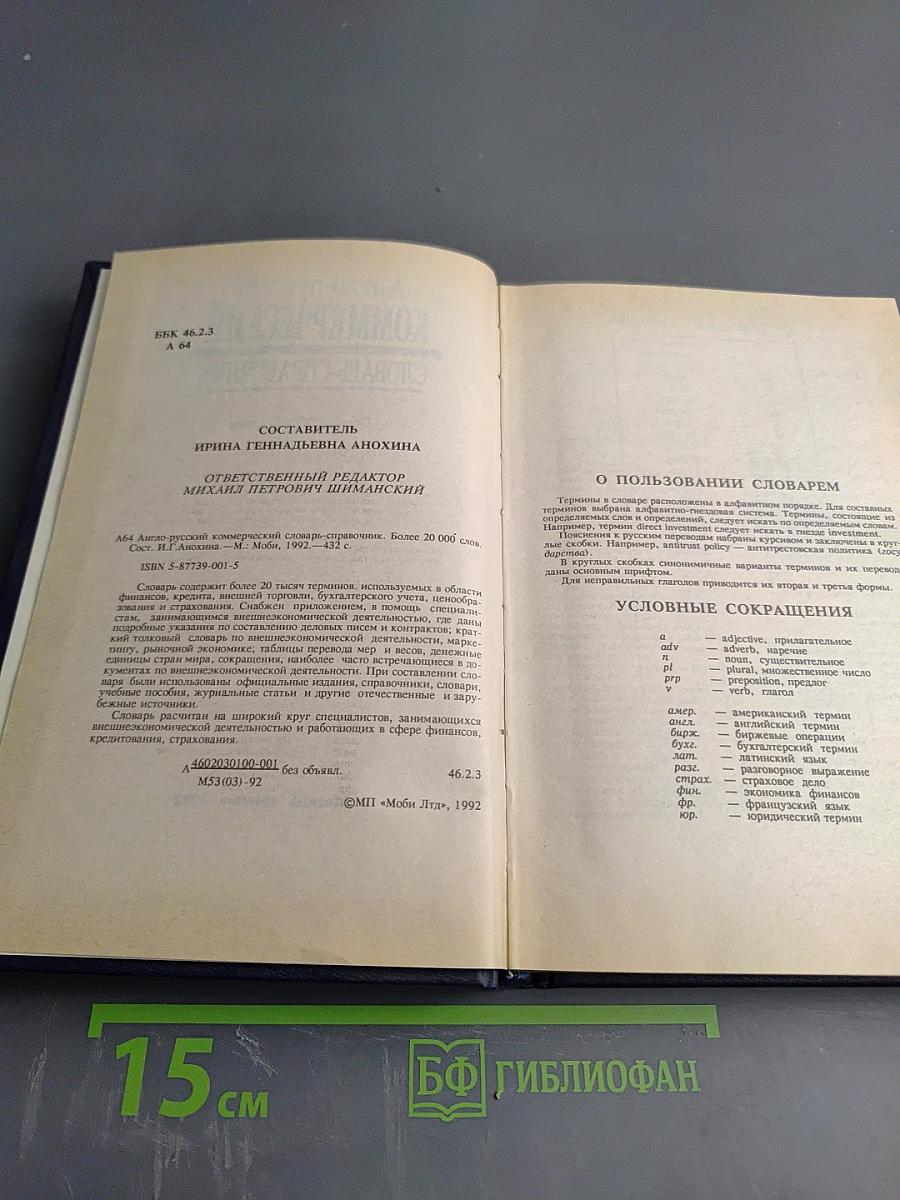 ББК 46.2.3
А 64
СОСТАВИТЕЛЬ
ИРИНА ГЕННАДЬЕВНА АНОХИНА
ОТВЕТСТВЕННЫЙ РЕДАКТОР
МИХАИЛ ПЕТРОВИЧ ШИМАНСКИЙ
А64 Англо-русский коммерческий словарь-справочник. Более 20 000 слов.
Сост. И.Г.Анохина.—М.: Моби, 1992.—432 с.
ISBN 5-87739-001-5
Словарь содержит более 20 тысяч терминов. используемых в области
финансов, кредита, внешней торговли, бухгалтерского учета, ценообра-
зования и страхования. Снабжен приложением, в помощь специали-
стам, занимающимся внешнеэкономической деятельностью, где даны
подробные указания по составлению деловых писем и контрактов; крат-
кий толковый словарь по внешнеэкономической деятельности, марке-
тингу, рыночной экономике; таблицы перевода мер и весов, денежные
единицы стран мира, сокращения, наиболее часто встречающиеся в до-
кументах по внешнеэкономической деятельности. При составлении сло-
варя были использованы официальные издания, справочники, словари,
учебные пособия, журнальные статьи и другие отечественные и зару-
бежные источники.
Словарь расчитан на широкий круг специалистов, занимающихся
внешнеэкономической деятельностью и работающих в сфере финансов,
кредитования, страхования.
А 4602030100-001 без объявл.
М53(03)-92
46.2.3
©МП «Моби Лтд», 1992
О ПОЛЬЗОВАНИИ СЛОВАРЕМ
Термины в словаре расположены в алфавитном порядке. Для составных
терминов выбрана алфавитно-гнездовая система. Термины, состоящие из
определяемых слов и определений, следует искать по определяемым словам.
Например, термин direct investment следует искать в гнезде investment.
Пояснения к русским переводам набраны курсивом и заключены в круг-
лые скобки. Например, antitrust policy — антитрестовская политика (госу-
дарства).
В круглых скобках синонимичные варианты терминов и их перевод
даны основным шрифтом.
Для неправильных глаголов приводится их вторая и третья формы.
УСЛОВНЫЕ СОКРАЩЕНИЯ
a — adjective, прилагательное
adv — adverb, наречие
n — noun, существительное
pl — plural, множественное число
prp — preposition, предлог
v — verb, глагол
амер. — американский термин
англ. — английский термин
бирж. — биржевые операции
бухг. — бухгалтерский термин
лат. — латинский язык
разг. — разговорное выражение
страх. — страховое дело
фин. — экономика финансов
фр. — французский язык
юр. — юридический термин
15 см
БФ
ГИБЛИОФАН